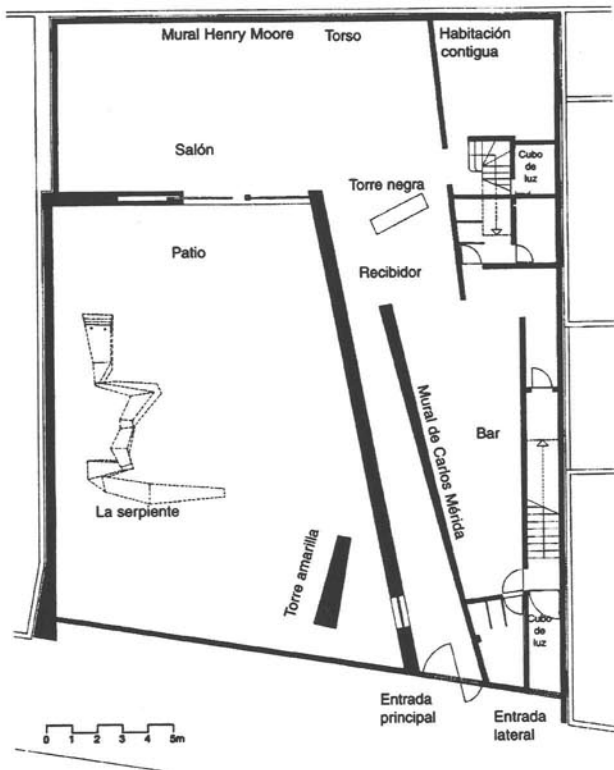 Mural Henry Moore
Torso
Habitación
contigua
Salón
Cubo
de
luz
Torre negra
Patio
Recibidor
Mural de Carlos Mérida
Bar
La serpiente
Torre amarilla
Cubo
de
luz
Entrada
principal
Entrada
lateral
0 1 2 3 4 5m